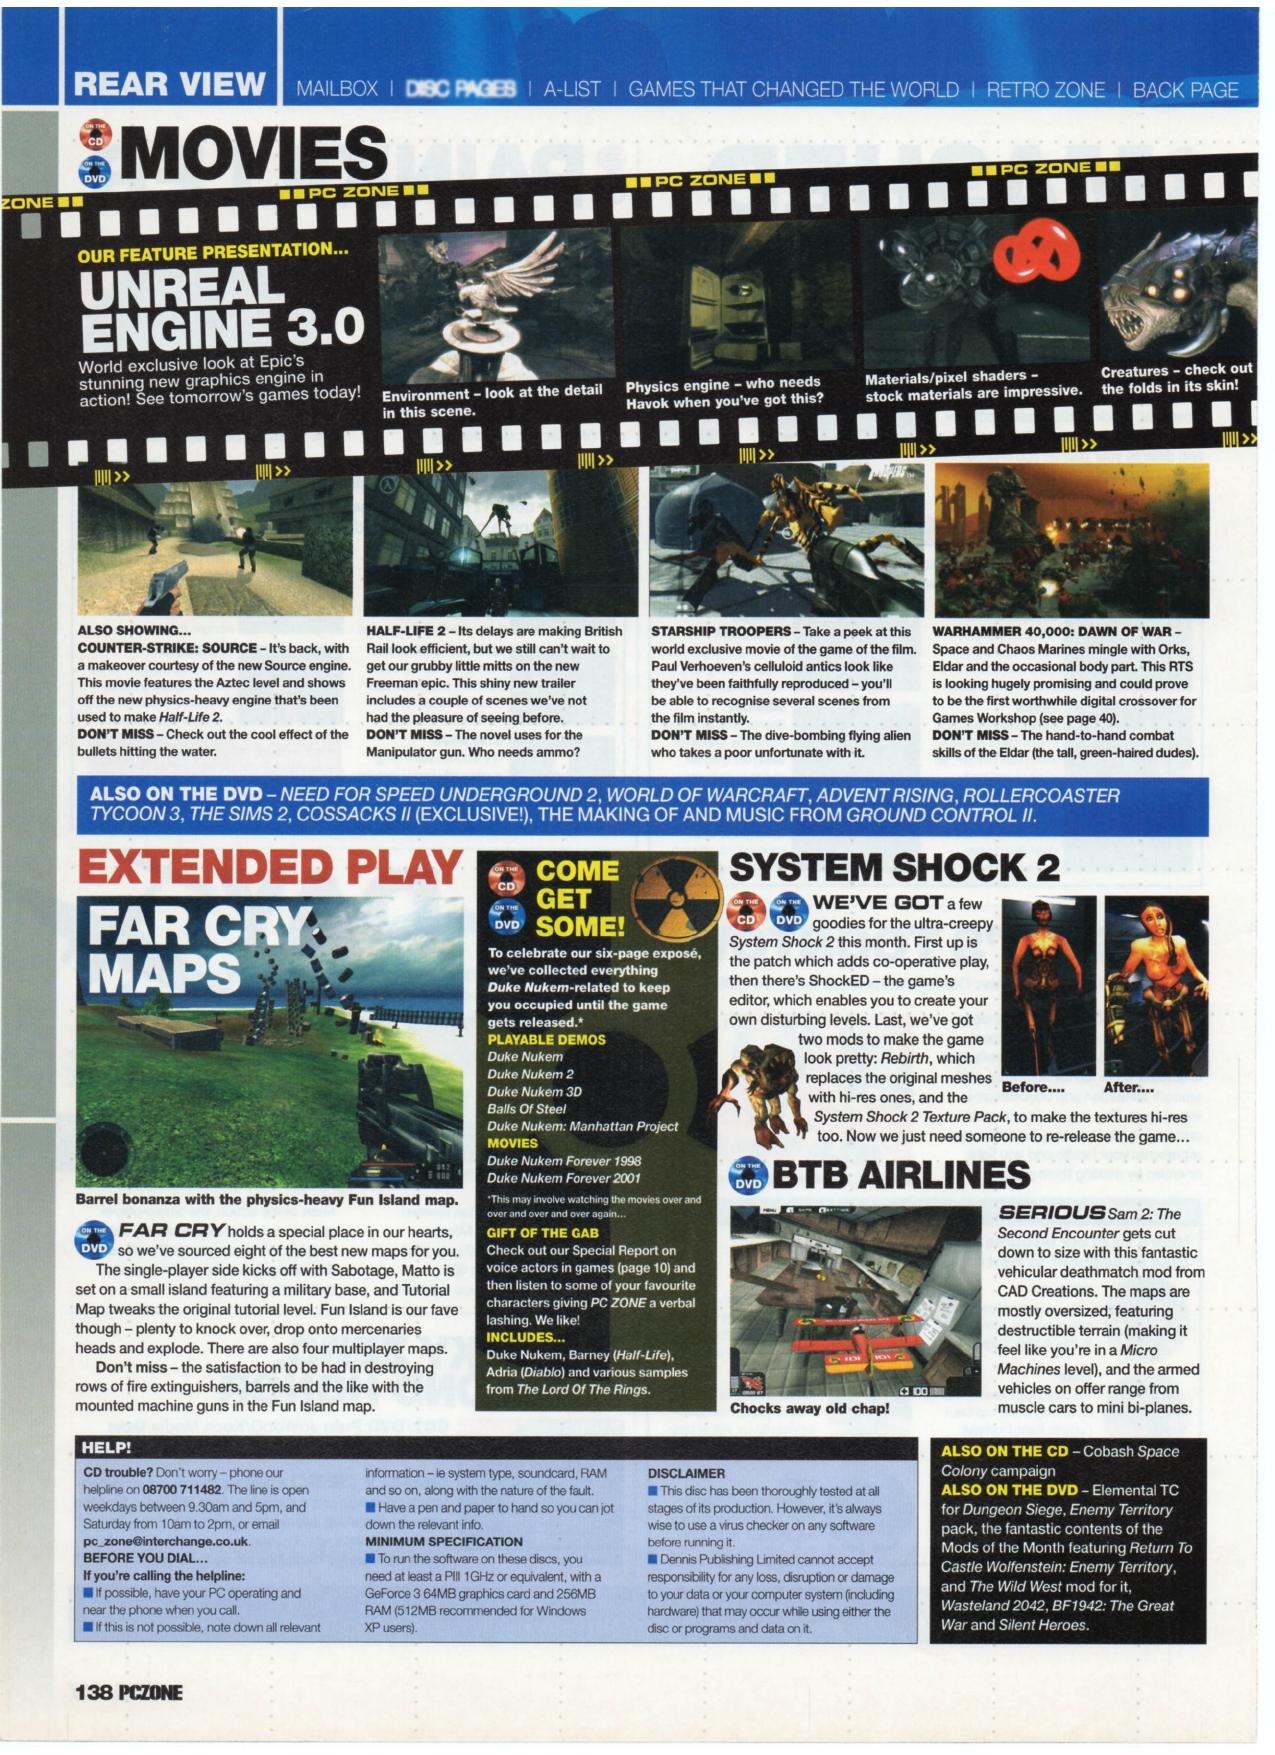 REAR VIEW
MAILBOX | DISC PAGES | A-LIST | GAMES THAT CHANGED THE WORLD | RETRO ZONE | BACK PAGE
ON THE CD
ON THE DVD
MOVIES
ZONE
PC ZONE
PC ZONE
PC ZONE
OUR FEATURE PRESENTATION...
UNREAL
ENGINE 3.0
World exclusive look at Epic's
stunning new graphics engine in
action! See tomorrow's games today!
Environment – look at the detail
in this scene.
Physics engine – who needs
Havok when you've got this?
Materials/pixel shaders –
stock materials are impressive.
Creatures – check out
the folds in its skin!
ALSO SHOWING...
COUNTER-STRIKE: SOURCE – It's back, with
a makeover courtesy of the new Source engine.
This movie features the Aztec level and shows
off the new physics-heavy engine that's been
used to make Half-Life 2.
DON'T MISS – Check out the cool effect of the
bullets hitting the water.
HALF-LIFE 2 – Its delays are making British
Rail look efficient, but we still can't wait to
get our grubby little mitts on the new
Freeman epic. This shiny new trailer
includes a couple of scenes we've not
had the pleasure of seeing before.
DON'T MISS – The novel uses for the
Manipulator gun. Who needs ammo?
STARSHIP TROOPERS – Take a peek at this
world exclusive movie of the game of the film.
Paul Verhoeven's celluloid antics look like
they've been faithfully reproduced – you'll
be able to recognise several scenes from
the film instantly.
DON'T MISS – The dive-bombing flying alien
who takes a poor unfortunate with it.
WARHAMMER 40,000: DAWN OF WAR –
Space and Chaos Marines mingle with Orks,
Eldar and the occasional body part. This RTS
is looking hugely promising and could prove
to be the first worthwhile digital crossover for
Games Workshop (see page 40).
DON'T MISS – The hand-to-hand combat
skills of the Eldar (the tall, green-haired dudes).
ALSO ON THE DVD – NEED FOR SPEED UNDERGROUND 2, WORLD OF WARCRAFT, ADVENT RISING, ROLLERCOASTER
TYCOON 3, THE SIMS 2, COSSACKS II (EXCLUSIVE!), THE MAKING OF AND MUSIC FROM GROUND CONTROL II.
EXTENDED PLAY
FAR CRY
MAPS
Barrel bonanza with the physics-heavy Fun Island map.
ON THE DVD
FAR CRY holds a special place in our hearts,
so we've sourced eight of the best new maps for you.
The single-player side kicks off with Sabotage, Matto is
set on a small island featuring a military base, and Tutorial
Map tweaks the original tutorial level. Fun Island is our fave
though – plenty to knock over, drop onto mercenaries
heads and explode. There are also four multiplayer maps.
Don't miss – the satisfaction to be had in destroying
rows of fire extinguishers, barrels and the like with the
mounted machine guns in the Fun Island map.
ON THE CD
ON THE DVD
COME
GET
SOME!
To celebrate our six-page exposé,
we've collected everything
Duke Nukem-related to keep
you occupied until the game
gets released.*
PLAYABLE DEMOS
Duke Nukem
Duke Nukem 2
Duke Nukem 3D
Balls Of Steel
Duke Nukem: Manhattan Project
MOVIES
Duke Nukem Forever 1998
Duke Nukem Forever 2001
*This may involve watching the movies over and
over and over and over again...
GIFT OF THE GAB
Check out our Special Report on
voice actors in games (page 10) and
then listen to some of your favourite
characters giving PC ZONE a verbal
lashing. We like!
INCLUDES...
Duke Nukem, Barney (Half-Life),
Adria (Diablo) and various samples
from The Lord Of The Rings.
SYSTEM SHOCK 2
ON THE CD
ON THE DVD
WE'VE GOT a few
goodies for the ultra-creepy
System Shock 2 this month. First up is
the patch which adds co-operative play,
then there's ShockED – the game's
editor, which enables you to create your
own disturbing levels. Last, we've got
two mods to make the game
look pretty: Rebirth, which
replaces the original meshes
with hi-res ones, and the
System Shock 2 Texture Pack, to make the textures hi-res
too. Now we just need someone to re-release the game...
Before....
After....
ON THE DVD
BTB AIRLINES
Chocks away old chap!
SERIOUS Sam 2: The
Second Encounter gets cut
down to size with this fantastic
vehicular deathmatch mod from
CAD Creations. The maps are
mostly oversized, featuring
destructible terrain (making it
feel like you're in a Micro
Machines level), and the armed
vehicles on offer range from
muscle cars to mini bi-planes.
HELP!
CD trouble? Don't worry – phone our
helpline on 08700 711482. The line is open
weekdays between 9.30am and 5pm, and
Saturday from 10am to 2pm, or email
pc_zone@interchange.co.uk.
BEFORE YOU DIAL...
If you're calling the helpline:
■ If possible, have your PC operating and
near the phone when you call.
■ If this is not possible, note down all relevant
information – ie system type, soundcard, RAM
and so on, along with the nature of the fault.
■ Have a pen and paper to hand so you can jot
down the relevant info.
MINIMUM SPECIFICATION
■ To run the software on these discs, you
need at least a PIII 1GHz or equivalent, with a
GeForce 3 64MB graphics card and 256MB
RAM (512MB recommended for Windows
XP users).
DISCLAIMER
■ This disc has been thoroughly tested at all
stages of its production. However, it's always
wise to use a virus checker on any software
before running it.
■ Dennis Publishing Limited cannot accept
responsibility for any loss, disruption or damage
to your data or your computer system (including
hardware) that may occur while using either the
disc or programs and data on it.
ALSO ON THE CD – Cobash Space
Colony campaign
ALSO ON THE DVD – Elemental TC
for Dungeon Siege, Enemy Territory
pack, the fantastic contents of the
Mods of the Month featuring Return To
Castle Wolfenstein: Enemy Territory,
and The Wild West mod for it,
Wasteland 2042, BF1942: The Great
War and Silent Heroes.
138 PCZONE